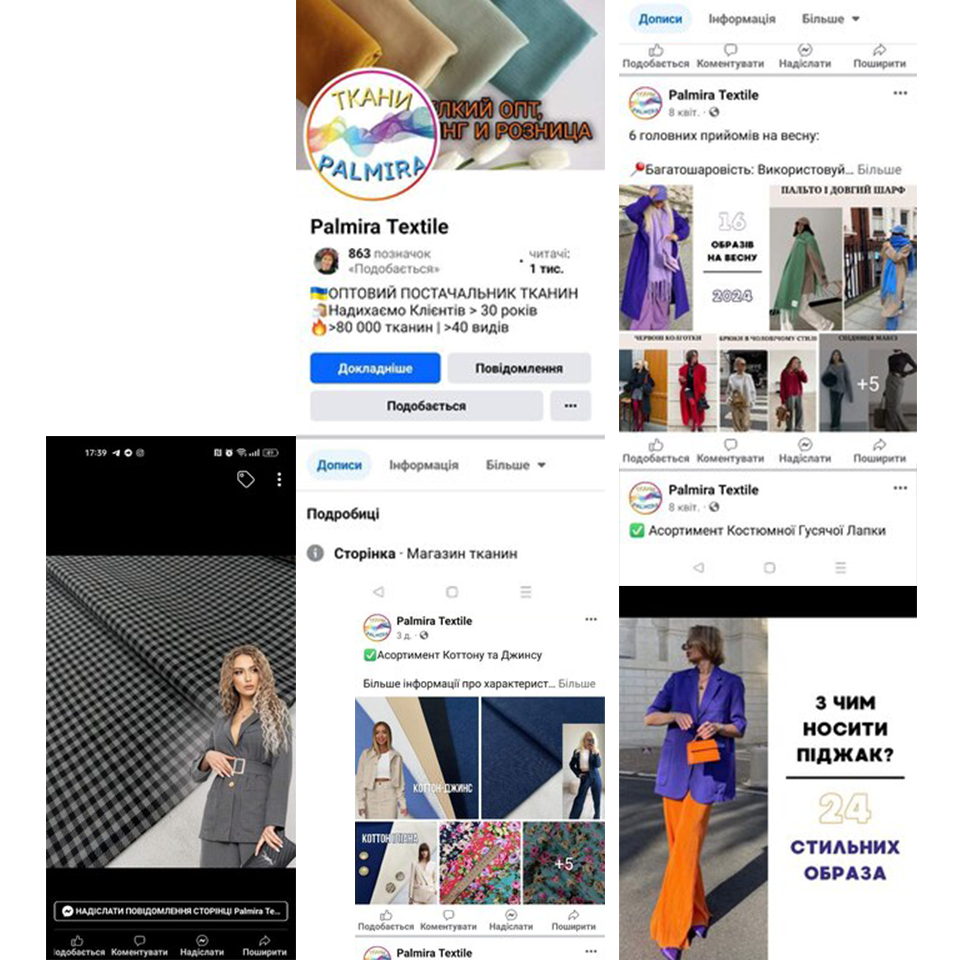 ТКАНИ
PALMIRA
ЛКИЙ ОПТ,
НГ И РОЗНИЦА
Palmira Textile
863 позначок
«Подобається»
читачі:
1 тис.
ОПТОВИЙ ПОСТАЧАЛЬНИК ТКАНИН
Надихаємо Клієнтів > 30 років
>80 000 тканин | >40 видів
Докладніше
Повідомлення
Подобається
Дописи Інформація Більше
Подробиці
Сторінка · Магазин тканин
Palmira Textile
3 д.
Асортимент Коттону та Джинсу
Більше інформації про характерист... Більше
КОТТОН-ДЖИНС
КОТТОН
+5
Подобається Коментувати Надіслати Поширити
Palmira Textile
17:39
НАДІСЛАТИ ПОВІДОМЛЕННЯ СТОРІНЦІ Palmira Te...
одобається Коментувати Надіслати Поширити
Дописи Інформація Більше
Подобається Коментувати Надіслати Поширити
Palmira Textile
8 квіт.
6 головних прийомів на весну:
Багатошаровість: Використовуй... Більше
16
ОБРАЗІВ
НА ВЕСНУ
2024
ПАЛЬТО І ДОВГИЙ ШАРФ
ЧЕРВОНІ КОЛГОТКИ
БРЮКИ В ЧОЛОВІЧОМУ СТИЛІ
СПІДНИЦЯ МАКСІ
+5
Подобається Коментувати Надіслати Поширити
Palmira Textile
8 квіт.
Асортимент Костюмної Гусячої Лапки
З ЧИМ
НОСИТИ
ПІДЖАК?
24
СТИЛЬНИХ
ОБРАЗА